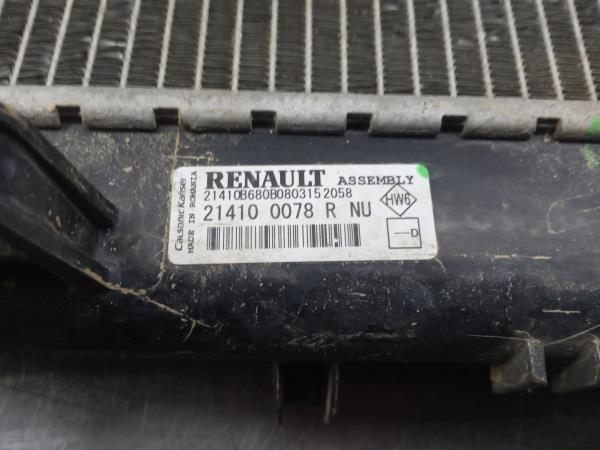 Calsonic Kansei
MADE IN ROMANIA
RENAULT ASSEMBLY
21410B680B0803152058
21410 0078 R NU
HW6
--D